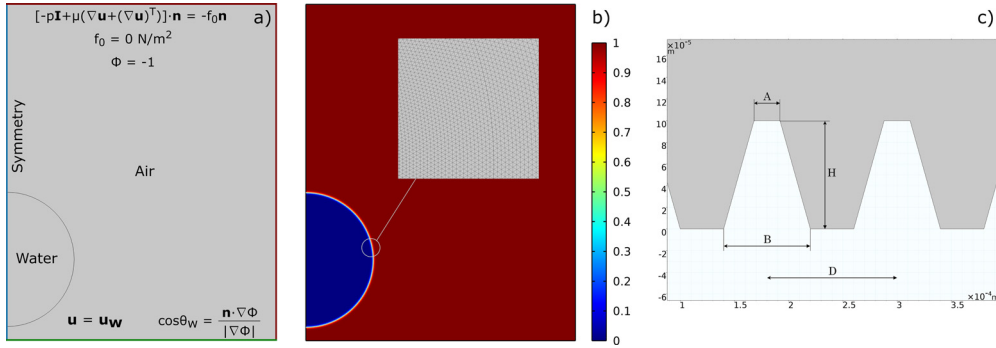 a)
[-pI+μ(∇u+(∇u)ᵀ)]·n = -f₀n
f₀ = 0 N/m²
Φ = -1
Symmetry
Air
Water
u = u_w
cosθ_w = n·∇Φ / |∇Φ|
b)
1
0.9
0.8
0.7
0.6
0.5
0.4
0.3
0.2
0.1
0
c)
×10⁻⁵
m
16
14
12
10
8
6
4
2
0
-2
-4
-6
A
H
B
D
1
1.5
2
2.5
3
3.5
×10⁻⁴ m